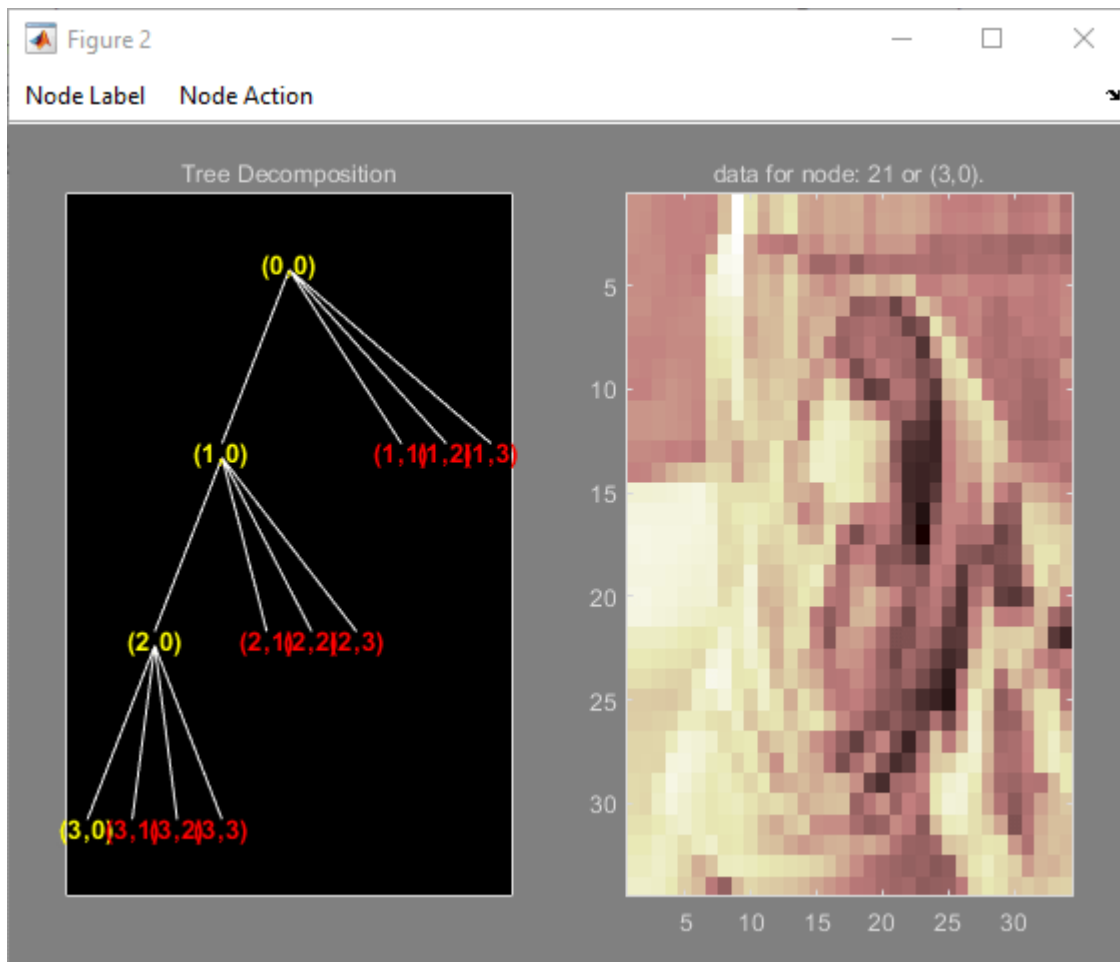 Figure 2
Node Label Node Action
Tree Decomposition
(0,0)
(1,0) (1,1) (1,2) (1,3)
(2,0) (2,1) (2,2) (2,3)
(3,0) (3,1) (3,2) (3,3)
data for node: 21 or (3,0).
5
10
15
20
25
30
5 10 15 20 25 30